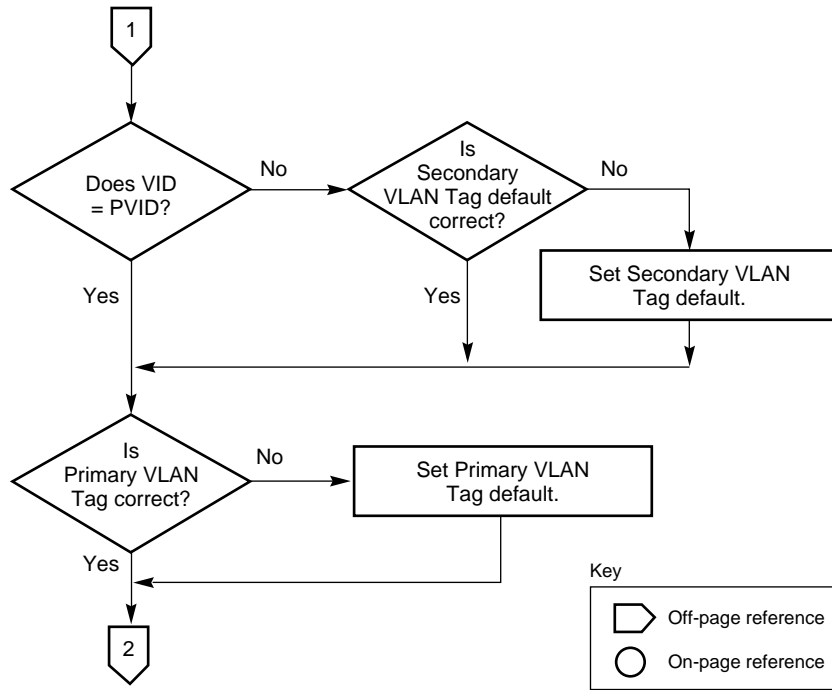 1
Does VID
= PVID?
No
Is
Secondary
VLAN Tag default
correct?
No
Set Secondary VLAN
Tag default.
Yes
Yes
Is
Primary VLAN
Tag correct?
No
Set Primary VLAN
Tag default.
Yes
2
Key
Off-page reference
On-page reference